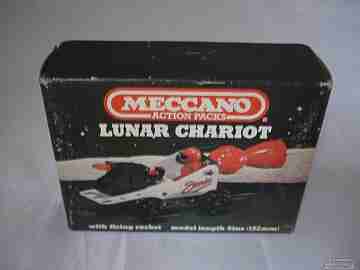 MECCANO
ACTION PACKS
LUNAR CHARIOT
with firing rocket model length 6ins (152mm)